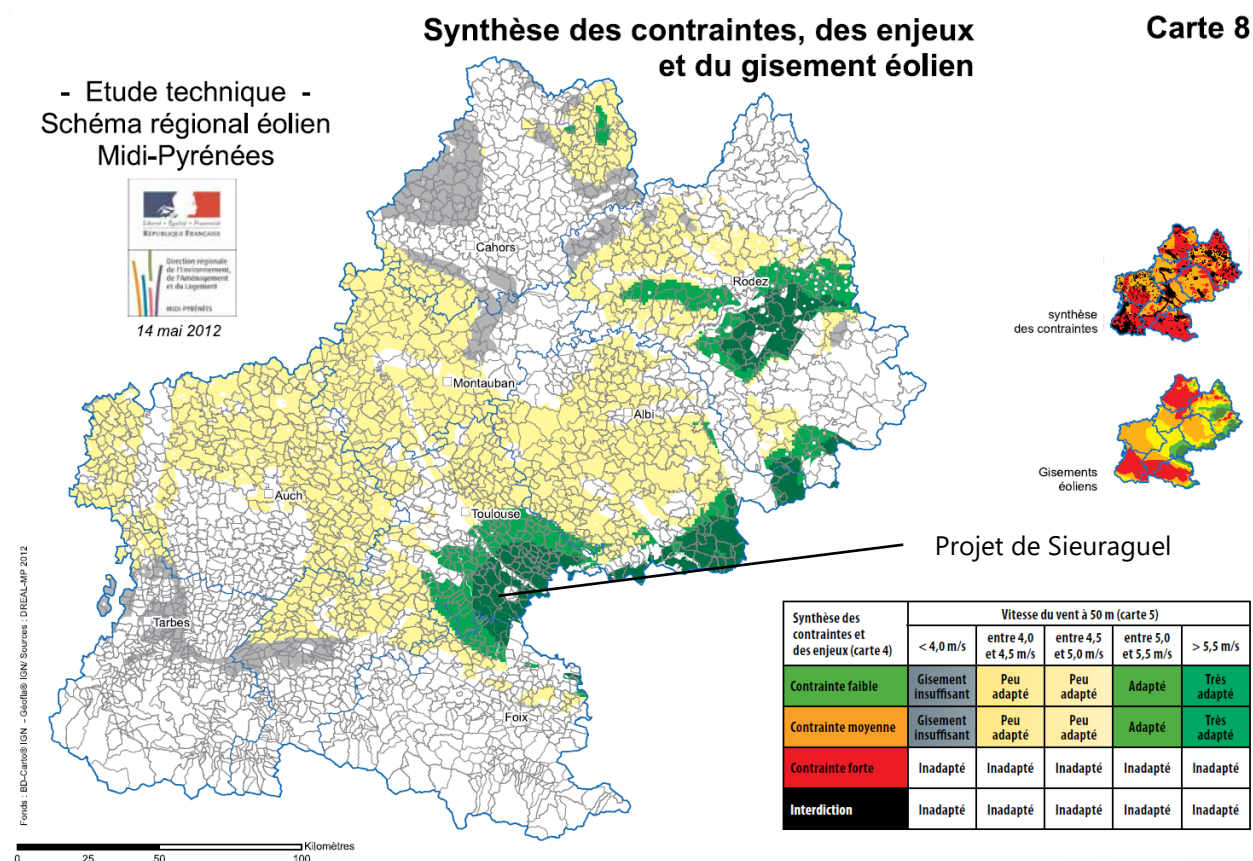 Synthèse des contraintes, des enjeux
et du gisement éolien
Carte 8
- Etude technique -
Schéma régional éolien
Midi-Pyrénées
Liberté • Égalité • Fraternité
RÉPUBLIQUE FRANÇAISE
Direction régionale
de l'Environnement,
de l'Aménagement
et du Logement
MIDI-PYRÉNÉES
14 mai 2012
Cahors
Rodez
Montauban
Albi
Auch
Toulouse
Tarbes
Foix
synthèse
des contraintes
Gisements
éoliens
Projet de Sieuraguel
Synthèse des contraintes et des enjeux (carte 4)
Vitesse du vent à 50 m (carte 5)
< 4,0 m/s
entre 4,0 et 4,5 m/s
entre 4,5 et 5,0 m/s
entre 5,0 et 5,5 m/s
> 5,5 m/s
Contrainte faible
Gisement insuffisant
Peu adapté
Peu adapté
Adapté
Très adapté
Contrainte moyenne
Gisement insuffisant
Peu adapté
Peu adapté
Adapté
Très adapté
Contrainte forte
Inadapté
Inadapté
Inadapté
Inadapté
Inadapté
Interdiction
Inadapté
Inadapté
Inadapté
Inadapté
Inadapté
Fonds : BD-Carto® IGN - Géofla® IGN/ Sources : DREAL-MP 2012
Kilomètres
0 25 50 100